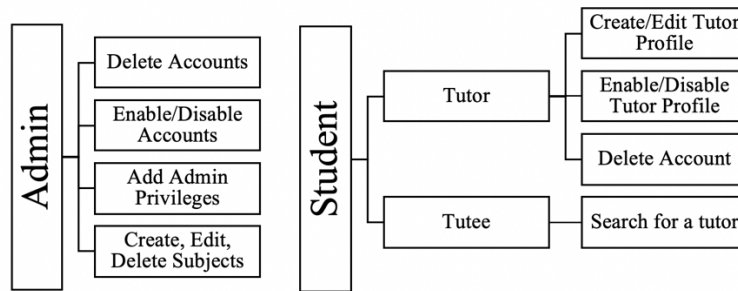 Admin
Delete Accounts
Enable/Disable
Accounts
Add Admin
Privileges
Create, Edit,
Delete Subjects
Student
Tutor
Create/Edit Tutor
Profile
Enable/Disable
Tutor Profile
Delete Account
Tutee
Search for a tutor